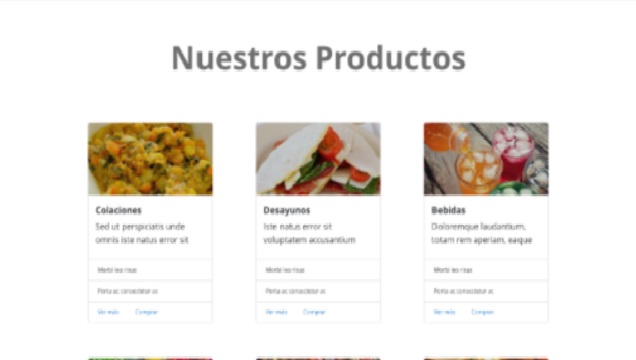 Nuestros Productos
Colaciones
Sed ut perspiciatis unde
omnis iste natus error sit
Morbi leo risus
Porta ac consectetur ac
Ver más Comprar
Desayunos
Iste natus error sit
voluptatem accusantium
Morbi leo risus
Porta ac consectetur ac
Ver más Comprar
Bebidas
Doloremque laudantium,
totam rem aperiam, eaque
Morbi leo risus
Porta ac consectetur ac
Ver más Comprar